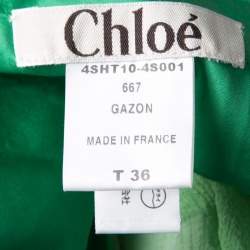 Chloé
4SHT10-4S001
667
GAZON
MADE IN FRANCE
T 36